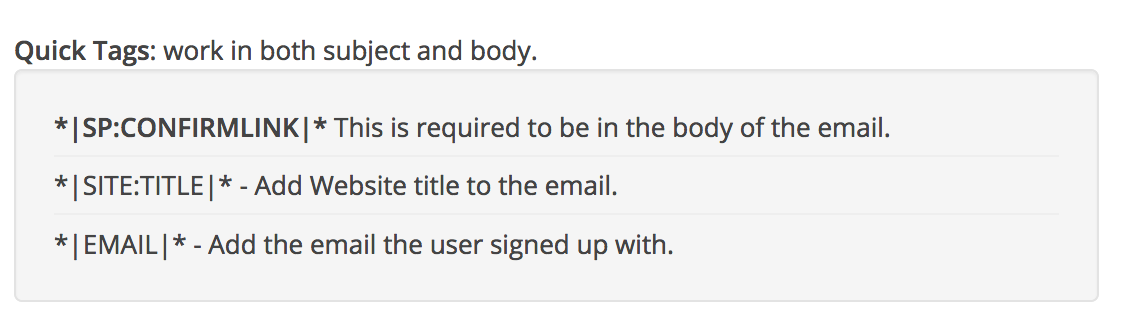 Quick Tags: work in both subject and body.
*|SP:CONFIRMLINK|* This is required to be in the body of the email.
*|SITE:TITLE|* - Add Website title to the email.
*|EMAIL|* - Add the email the user signed up with.